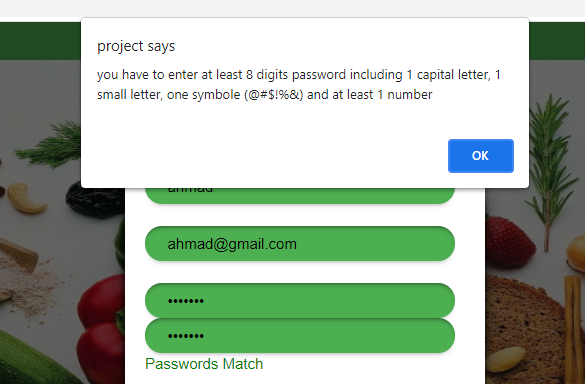 project says
you have to enter at least 8 digits password including 1 capital letter, 1
small letter, one symbole (@#$!%&) and at least 1 number
OK
ahmad
ahmad@gmail.com
•••••••
•••••••
Passwords Match